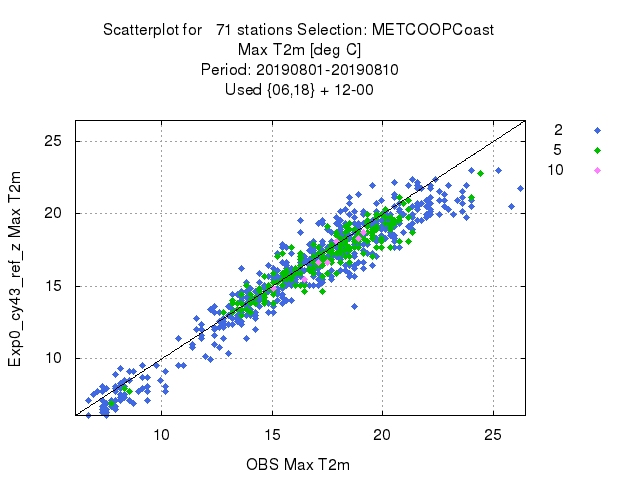 Scatterplot for 71 stations Selection: METCOOPCoast
Max T2m [deg C]
Period: 20190801-20190810
Used {06,18} + 12-00
2
5
10
25
20
15
10
Exp0_cy43_ref_z Max T2m
10 15 20 25
OBS Max T2m